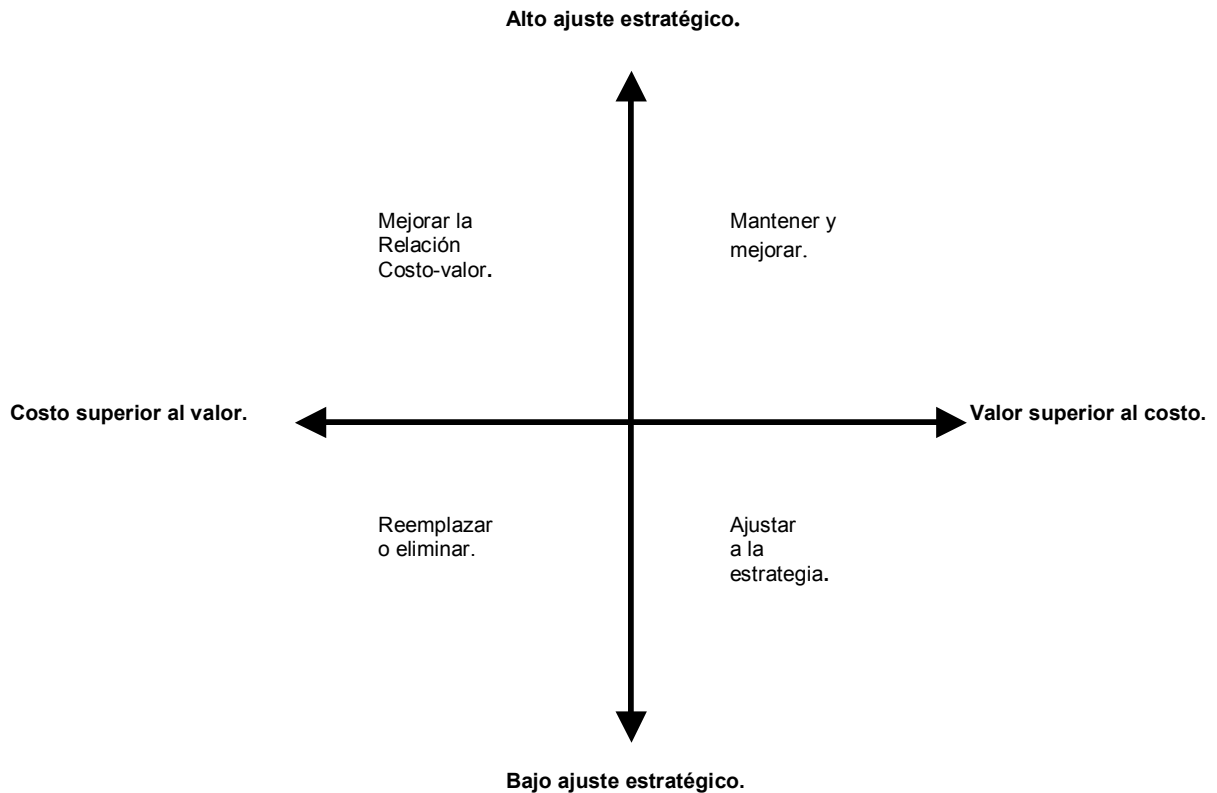 Alto ajuste estratégico.
Mejorar la
Relación
Costo-valor.
Mantener y
mejorar.
Costo superior al valor.
Valor superior al costo.
Reemplazar
o eliminar.
Ajustar
a la
estrategia.
Bajo ajuste estratégico.